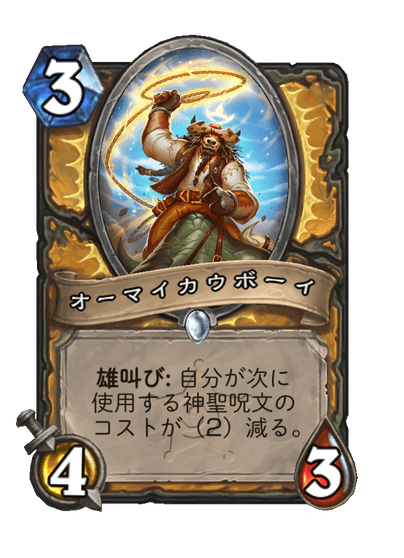 3
オーマイカウボーイ
雄叫び: 自分が次に
使用する神聖呪文の
コストが（2）減る。
4
3